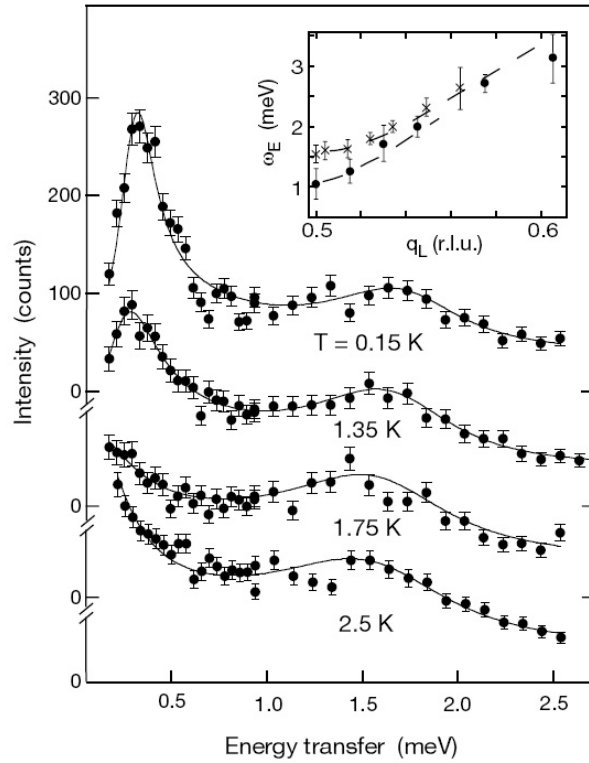 300
200
100
0
0
0
0
Intensity (counts)
3
2
1
ω_E (meV)
0.5
0.6
q_L (r.l.u.)
T = 0.15 K
1.35 K
1.75 K
2.5 K
0.5
1.0
1.5
2.0
2.5
Energy transfer (meV)